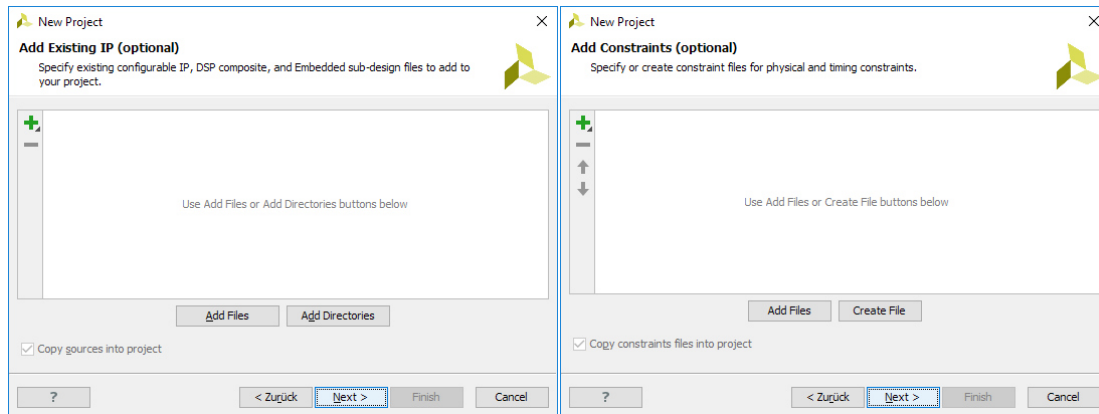 New Project
Add Existing IP (optional)
Specify existing configurable IP, DSP composite, and Embedded sub-design files to add to
your project.
Use Add Files or Add Directories buttons below
Add Files
Add Directories
Copy sources into project
?
< Zurück
Next >
Finish
Cancel
New Project
Add Constraints (optional)
Specify or create constraint files for physical and timing constraints.
Use Add Files or Create File buttons below
Add Files
Create File
Copy constraints files into project
?
< Zurück
Next >
Finish
Cancel